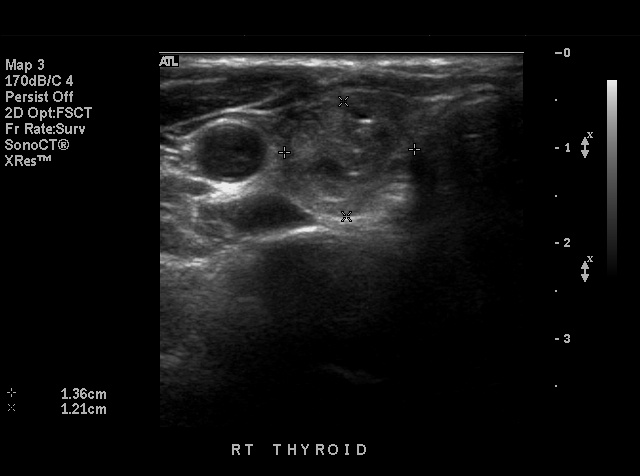 ATL
Map 3
170dB/C 4
Persist Off
2D Opt:FSCT
Fr Rate:Surv
SonoCT®
XRes™
0
1
x
2
x
3
1.36cm
1.21cm
RT THYROID